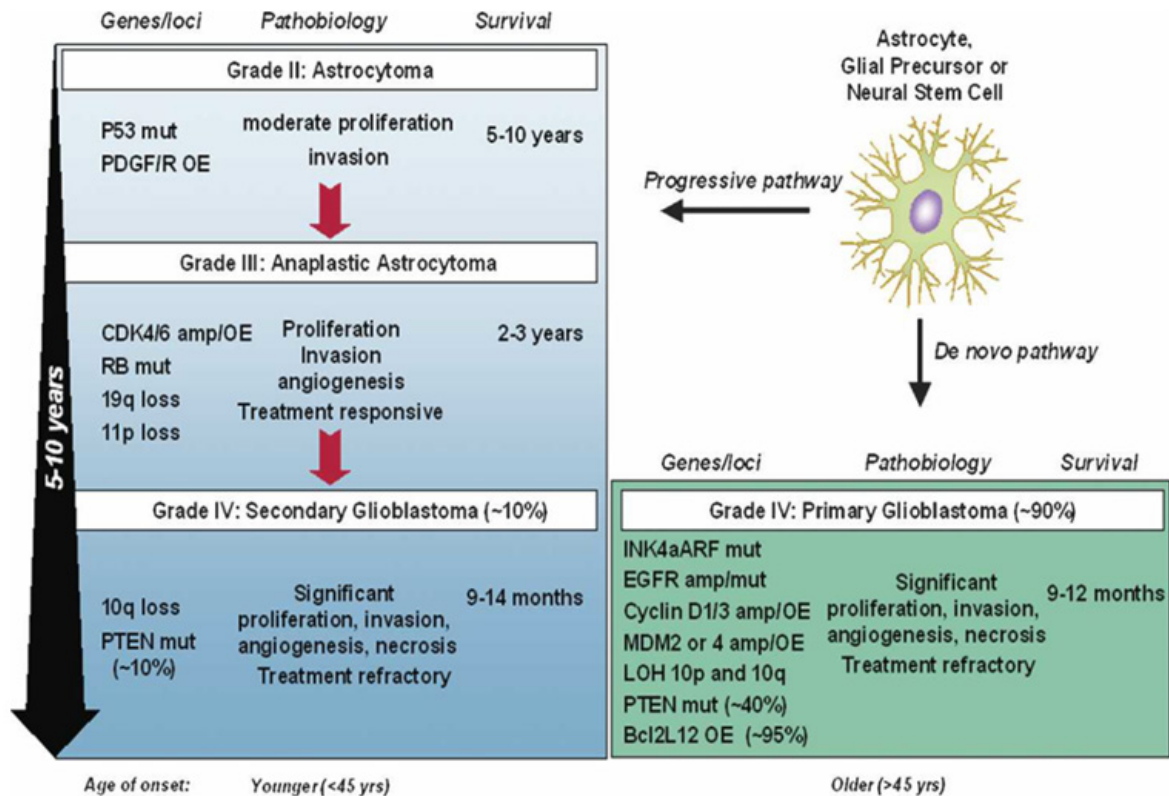 Genes/loci Pathobiology Survival
Grade II: Astrocytoma
P53 mut
PDGF/R OE
moderate proliferation
invasion
5-10 years
Grade III: Anaplastic Astrocytoma
CDK4/6 amp/OE
RB mut
19q loss
11p loss
Proliferation
Invasion
angiogenesis
Treatment responsive
2-3 years
Grade IV: Secondary Glioblastoma (~10%)
10q loss
PTEN mut
(~10%)
Significant
proliferation, invasion,
angiogenesis, necrosis
Treatment refractory
9-14 months
5-10 years
Age of onset: Younger (<45 yrs)
Astrocyte,
Glial Precursor or
Neural Stem Cell
Progressive pathway
De novo pathway
Genes/loci Pathobiology Survival
Grade IV: Primary Glioblastoma (~90%)
INK4aARF mut
EGFR amp/mut
Cyclin D1/3 amp/OE
MDM2 or 4 amp/OE
LOH 10p and 10q
PTEN mut (~40%)
Bcl2L12 OE (~95%)
Significant
proliferation, invasion,
angiogenesis, necrosis
Treatment refractory
9-12 months
Older (>45 yrs)